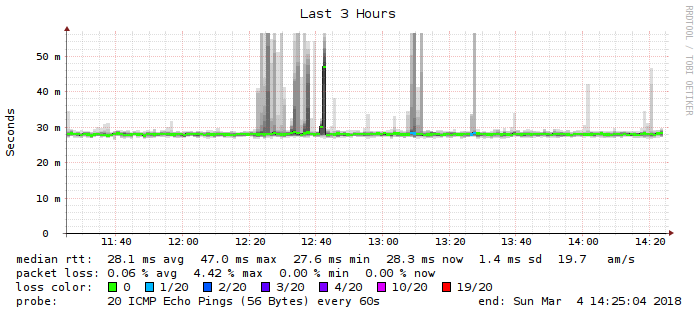 Last 3 Hours
RRDTOOL / TOBI OETIKER
Seconds
50 m
40 m
30 m
20 m
10 m
0
11:40 12:00 12:20 12:40 13:00 13:20 13:40 14:00 14:20
median rtt: 28.1 ms avg 47.0 ms max 27.6 ms min 28.3 ms now 1.4 ms sd 19.7 am/s
packet loss: 0.06 % avg 4.42 % max 0.00 % min 0.00 % now
loss color: 0 1/20 2/20 3/20 4/20 10/20 19/20
probe: 20 ICMP Echo Pings (56 Bytes) every 60s end: Sun Mar 4 14:25:04 2018